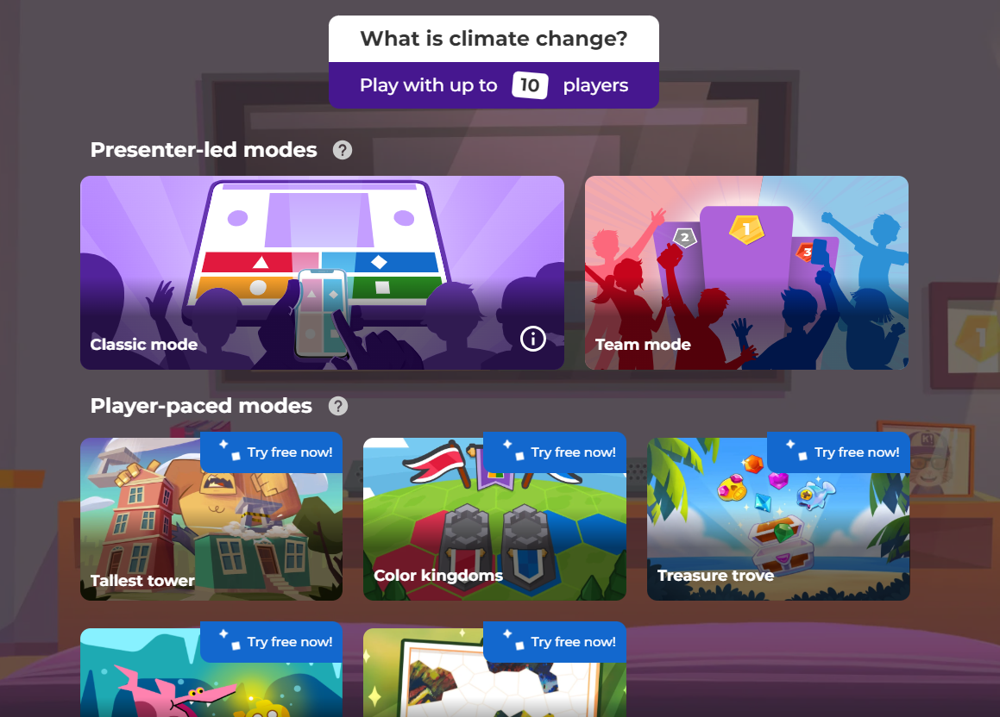 What is climate change?
Play with up to 10 players
Presenter-led modes ?
Classic mode
2
1
3
Team mode
1
Player-paced modes ?
Try free now!
Try free now!
Try free now!
K!
Tallest tower
Color kingdoms
Treasure trove
Try free now!
Try free now!